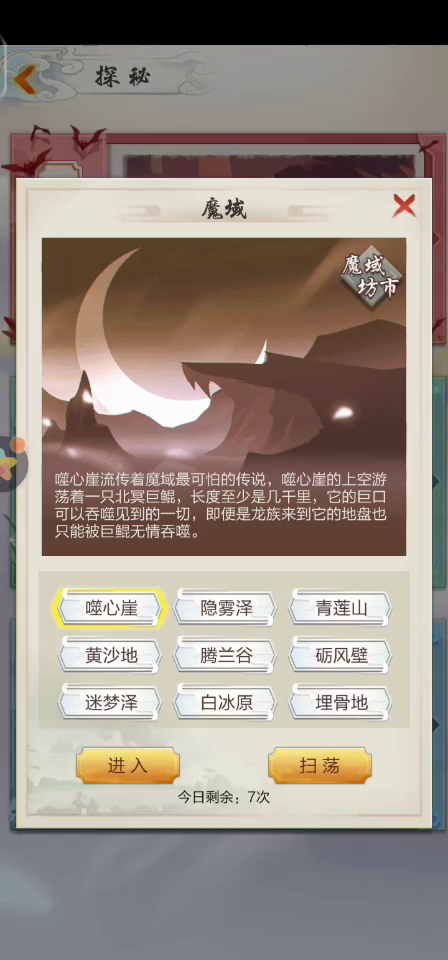 探秘
魔域
魔域
坊市
噬心崖流传着魔域最可怕的传说，噬心崖的上空游
荡着一只北冥巨鲲，长度至少是几千里，它的巨口
可以吞噬见到的一切，即便是龙族来到它的地盘也
只能被巨鲲无情吞噬。
噬心崖 隐雾泽 青莲山
黄沙地 腾兰谷 砺风壁
迷梦泽 白冰原 埋骨地
进入 扫荡
今日剩余：7次